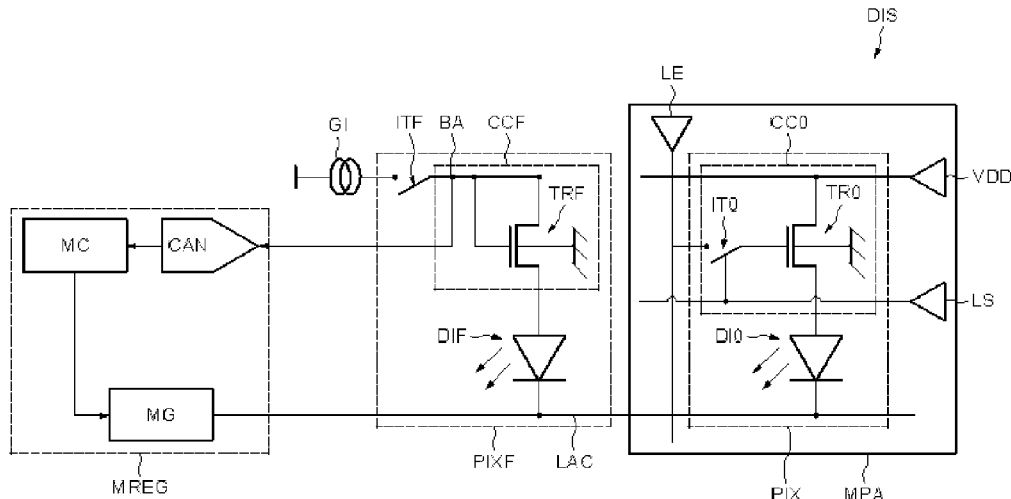 DIS
LE
GI
ITF
BA
CCF
CC0
VDD
TRF
IT0
TR0
MC
CAN
LS
DIF
DI0
MG
PIXF
LAC
MREG
PIX
MPA